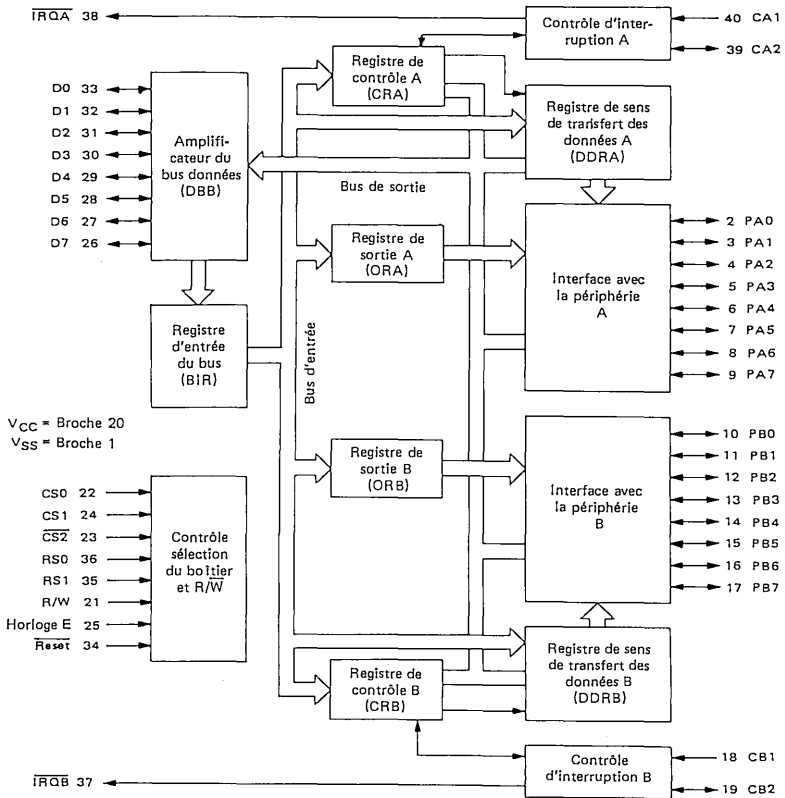 IRQA 38
Contrôle d'inter-
ruption A
40 CA1
39 CA2
Registre de
contrôle A
(CRA)
D0 33
D1 32
D2 31
D3 30
D4 29
D5 28
D6 27
D7 26
Amplifi-
cateur du
bus données
(DBB)
Registre de sens
de transfert des
données A
(DDRA)
Bus de sortie
Registre de
sortie A
(ORA)
Interface avec
la périphérie
A
2 PA0
3 PA1
4 PA2
5 PA3
6 PA4
7 PA5
8 PA6
9 PA7
Registre
d'entrée
du bus
(BIR)
Bus d'entrée
VCC = Broche 20
VSS = Broche 1
Registre de
sortie B
(ORB)
Interface avec
la périphérie
B
10 PB0
11 PB1
12 PB2
13 PB3
14 PB4
15 PB5
16 PB6
17 PB7
CS0 22
CS1 24
CS2 23
RS0 36
RS1 35
R/W 21
Horloge E 25
Reset 34
Contrôle
sélection
du boîtier
et R/W
Registre de sens
de transfert des
données B
(DDRB)
Registre de
contrôle B
(CRB)
Contrôle
d'interruption B
18 CB1
19 CB2
IRQB 37